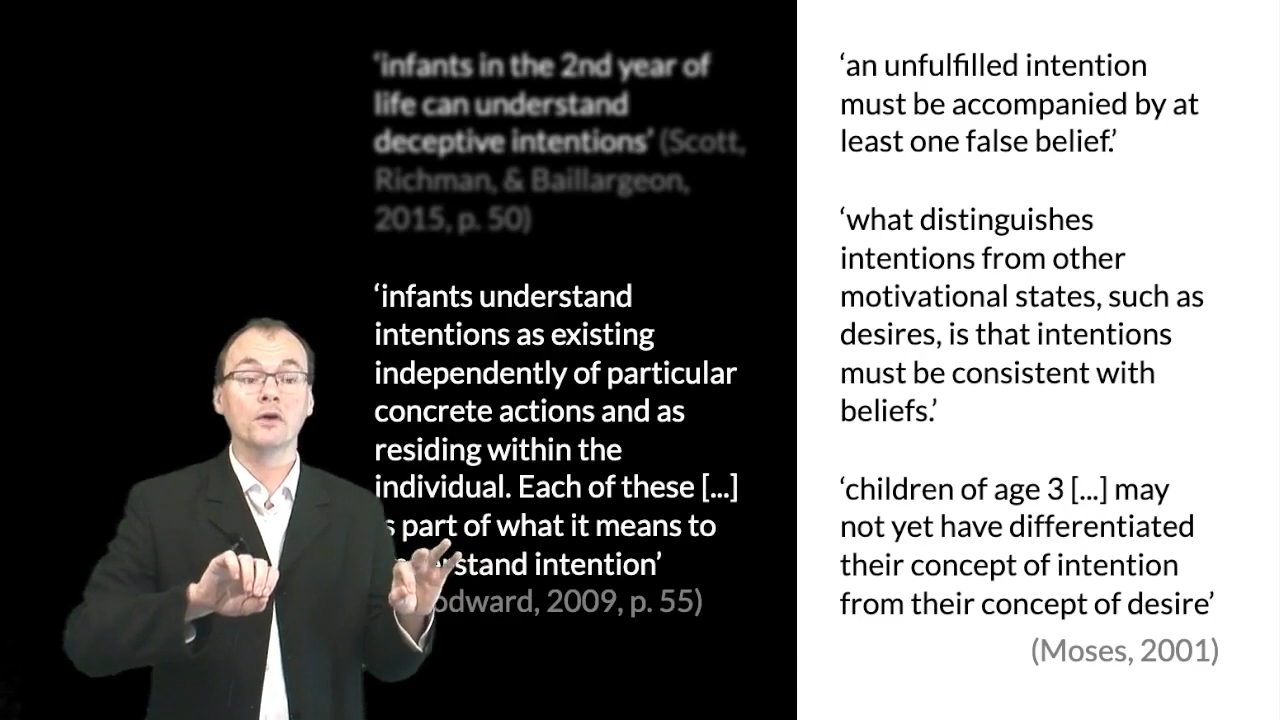 ‘infants in the 2nd year of
life can understand
deceptive intentions’ (Scott,
Richman, & Baillargeon,
2015, p. 50)
‘infants understand
intentions as existing
independently of particular
concrete actions and as
residing within the
individual. Each of these [...]
part of what it means to
intention’
2009, p. 55)
‘an unfulfilled intention
must be accompanied by at
least one false belief.’
‘what distinguishes
intentions from other
motivational states, such as
desires, is that intentions
must be consistent with
beliefs.’
‘children of age 3 [...] may
not yet have differentiated
their concept of intention
from their concept of desire’
(Moses, 2001)